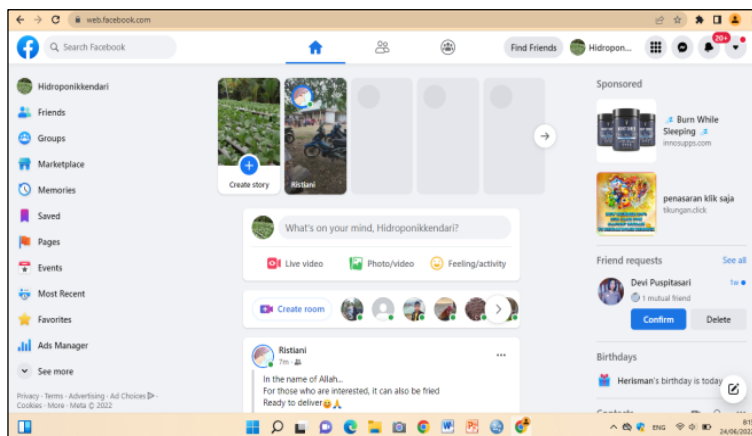 web.facebook.com
Search Facebook
Find Friends
Hidropon...
20+
Hidroponikkendari
Friends
Groups
Marketplace
Memories
Saved
Pages
Events
Most Recent
Favorites
Ads Manager
See more
Privacy · Terms · Advertising · Ad Choices ·
Cookies · More · Meta © 2022
Create story
Ristiani
What's on your mind, Hidroponikkendari?
Live video
Photo/video
Feeling/activity
Create room
Ristiani
7m ·
In the name of Allah...
For those who are interested, it can also be fried
Ready to deliver
Sponsored
Burn While
Sleeping
innosupps.com
penasaran klik saja
tikungan.click
Friend requests
See all
Devi Puspitasari
1w
1 mutual friend
Confirm
Delete
Birthdays
Herisman's birthday is today
ENG